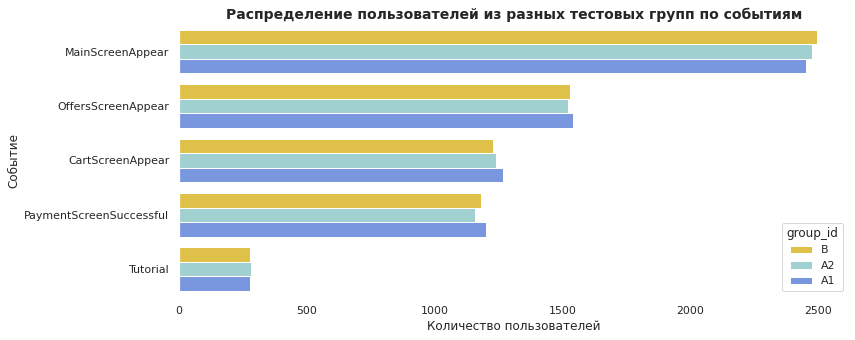 Распределение пользователей из разных тестовых групп по событиям
Событие
MainScreenAppear
OffersScreenAppear
CartScreenAppear
PaymentScreenSuccessful
Tutorial
group_id
B
A2
A1
0 500 1000 1500 2000 2500
Количество пользователей